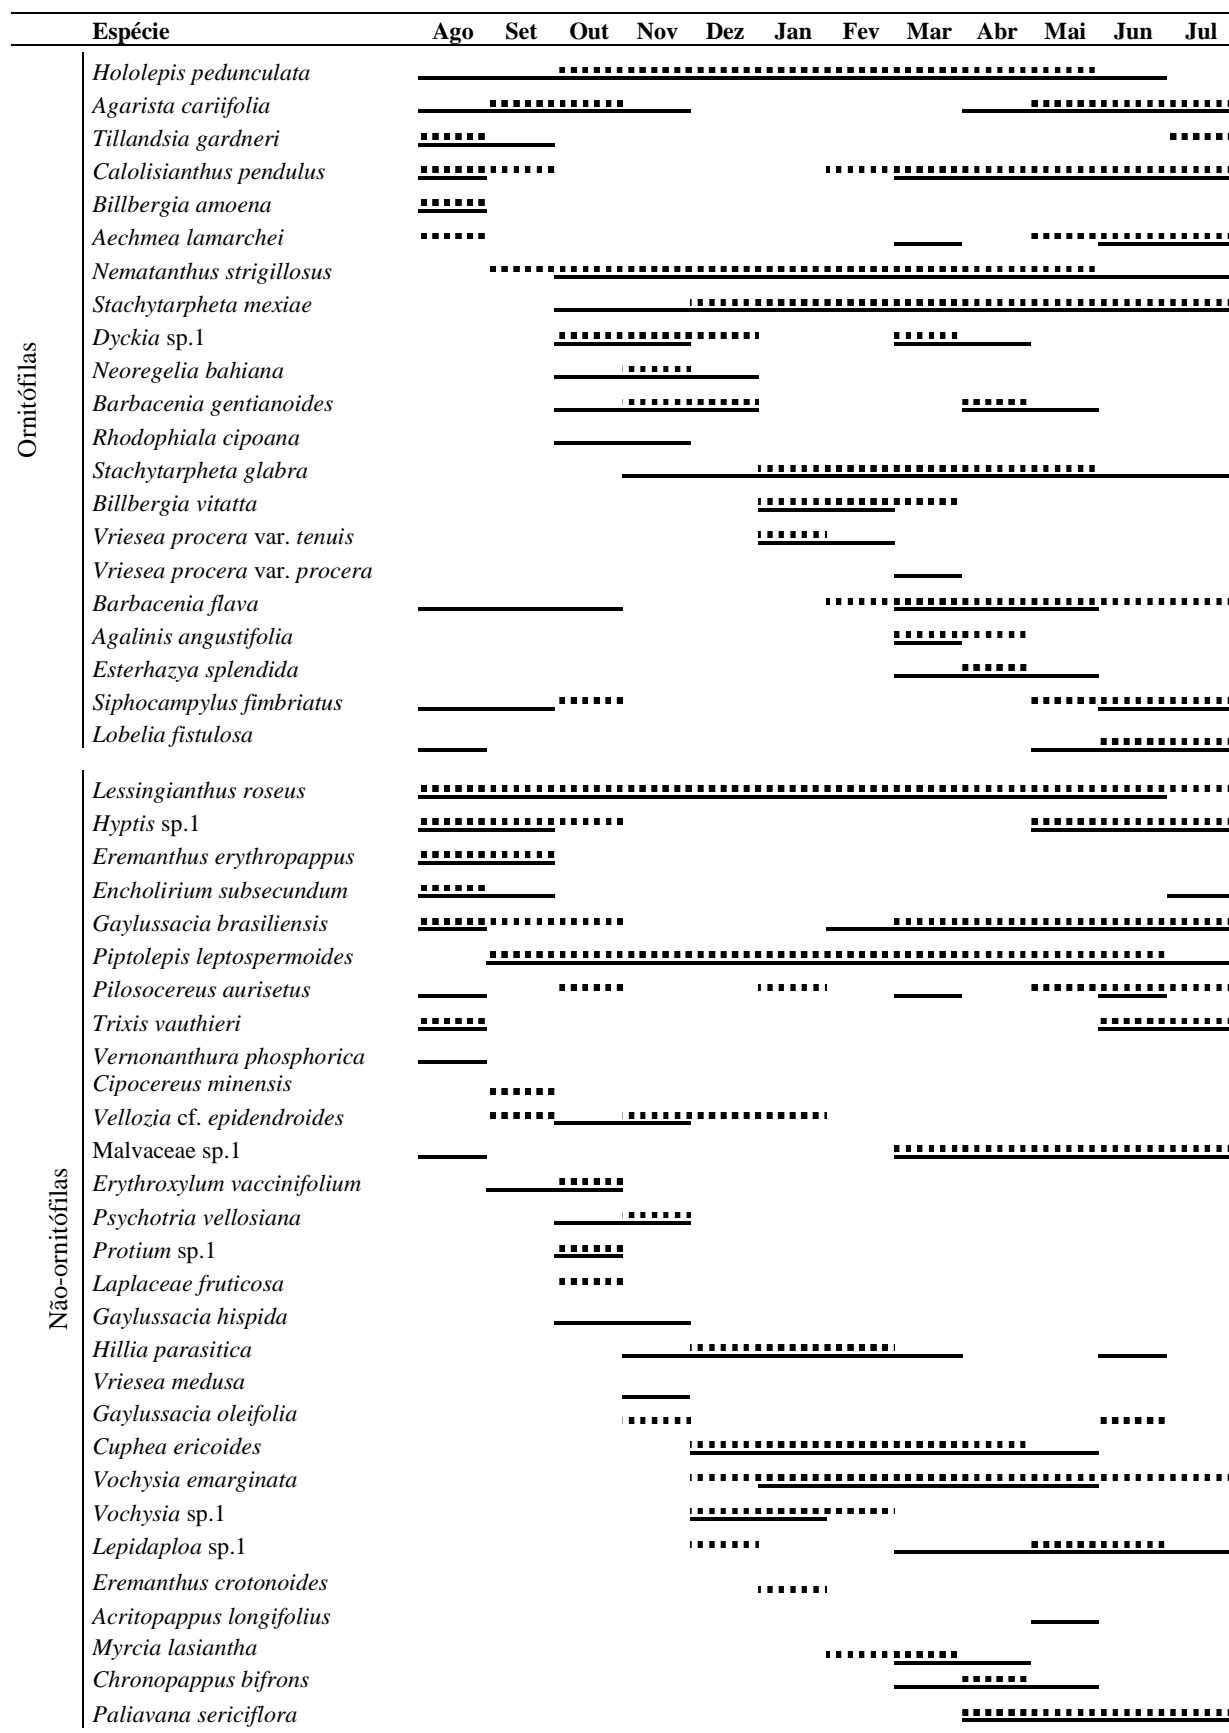 Espécie Ago Set Out Nov Dez Jan Fev Mar Abr Mai Jun Jul
Ornitófilas
Hololepis pedunculata
Agarista cariifolia
Tillandsia gardneri
Calolisianthus pendulus
Billbergia amoena
Aechmea lamarchei
Nematanthus strigillosus
Stachytarpheta mexiae
Dyckia sp.1
Neoregelia bahiana
Barbacenia gentianoides
Rhodophiala cipoana
Stachytarpheta glabra
Billbergia vitatta
Vriesea procera var. tenuis
Vriesea procera var. procera
Barbacenia flava
Agalinis angustifolia
Esterhazya splendida
Siphocampylus fimbriatus
Lobelia fistulosa
Não-ornitófilas
Lessingianthus roseus
Hyptis sp.1
Eremanthus erythropappus
Encholirium subsecundum
Gaylussacia brasiliensis
Piptolepis leptospermoides
Pilosocereus aurisetus
Trixis vauthieri
Vernonanthura phosphorica
Cipocereus minensis
Vellozia cf. epidendroides
Malvaceae sp.1
Erythroxylum vaccinifolium
Psychotria vellosiana
Protium sp.1
Laplaceae fruticosa
Gaylussacia hispida
Hillia parasitica
Vriesea medusa
Gaylussacia oleifolia
Cuphea ericoides
Vochysia emarginata
Vochysia sp.1
Lepidaploa sp.1
Eremanthus crotonoides
Acritopappus longifolius
Myrcia lasiantha
Chronopappus bifrons
Paliavana sericiflora